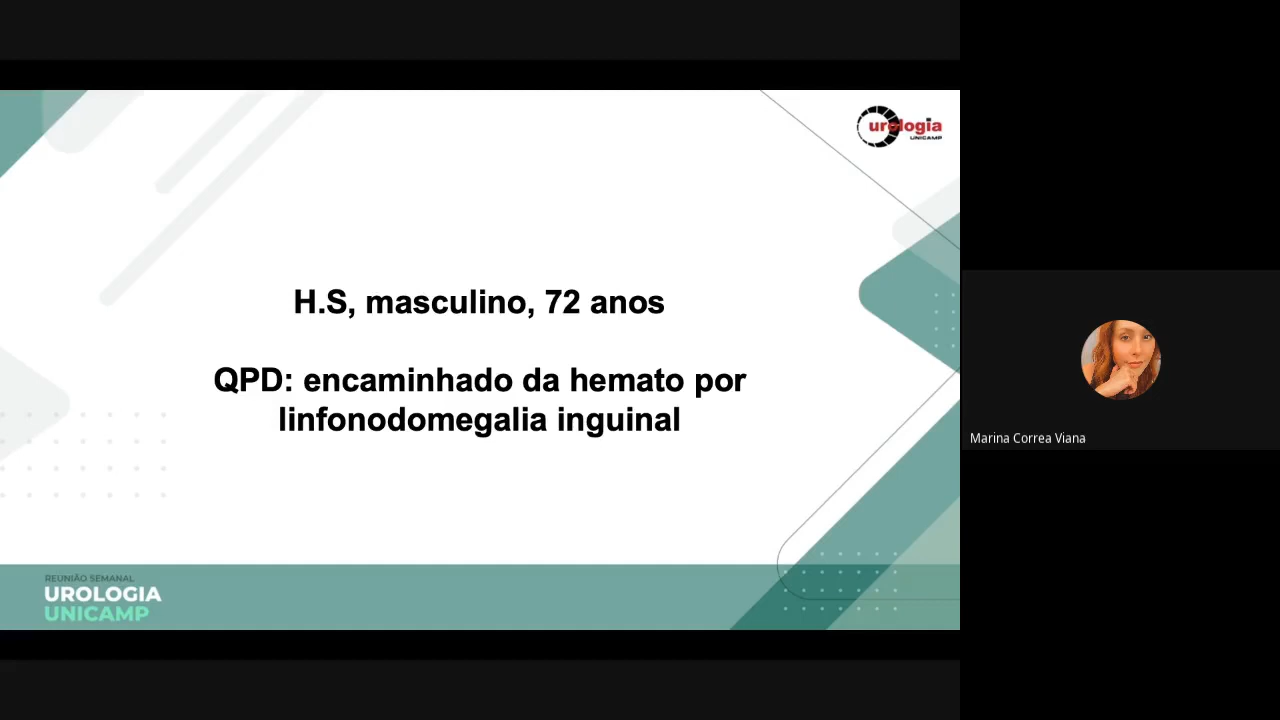 urologia
UNICAMP
H.S, masculino, 72 anos
QPD: encaminhado da hemato por
linfonodomegalia inguinal
Marina Correa Viana
REUNIÃO SEMANAL
UROLOGIA
UNICAMP